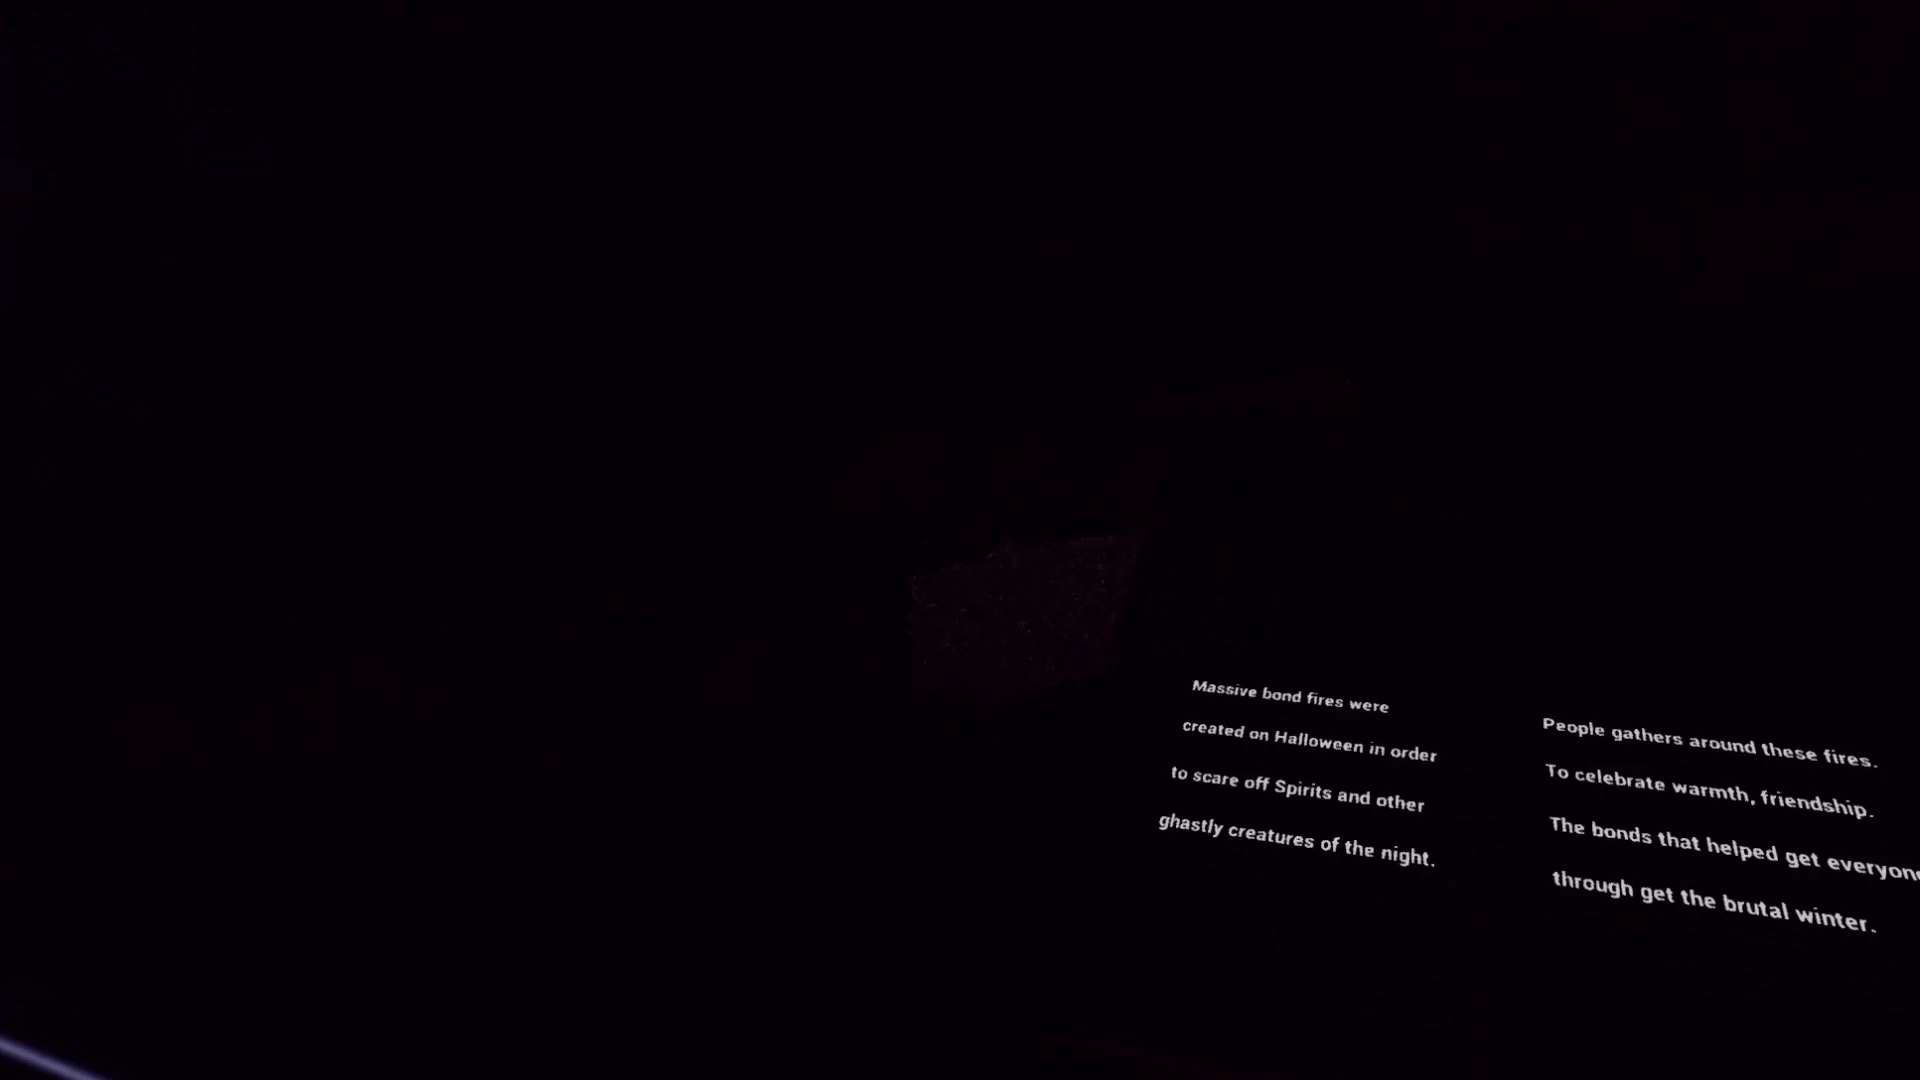 Massive bond fires were
created on Halloween in order
to scare off Spirits and other
ghastly creatures of the night.
People gathers around these fires.
To celebrate warmth, friendship.
The bonds that helped get everyone
through get the brutal winter.